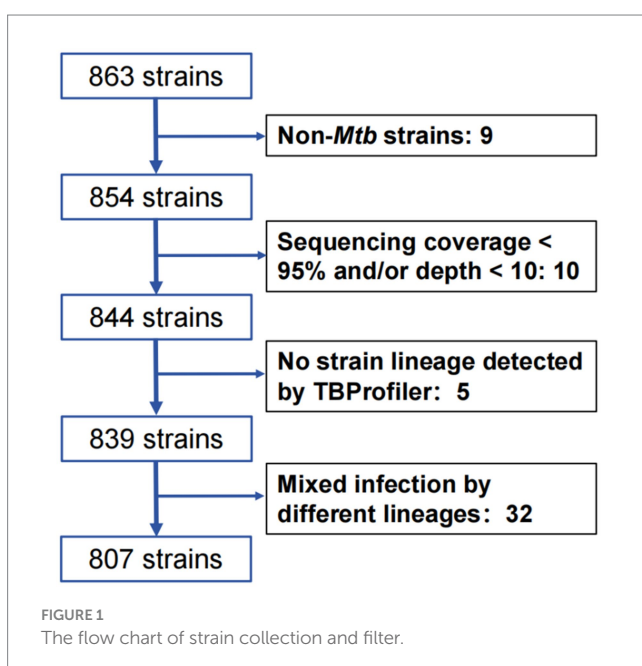 863 strains
Non-Mtb strains: 9
854 strains
Sequencing coverage <
95% and/or depth < 10: 10
844 strains
No strain lineage detected
by TBProfiler: 5
839 strains
Mixed infection by
different lineages: 32
807 strains
FIGURE 1
The flow chart of strain collection and filter.